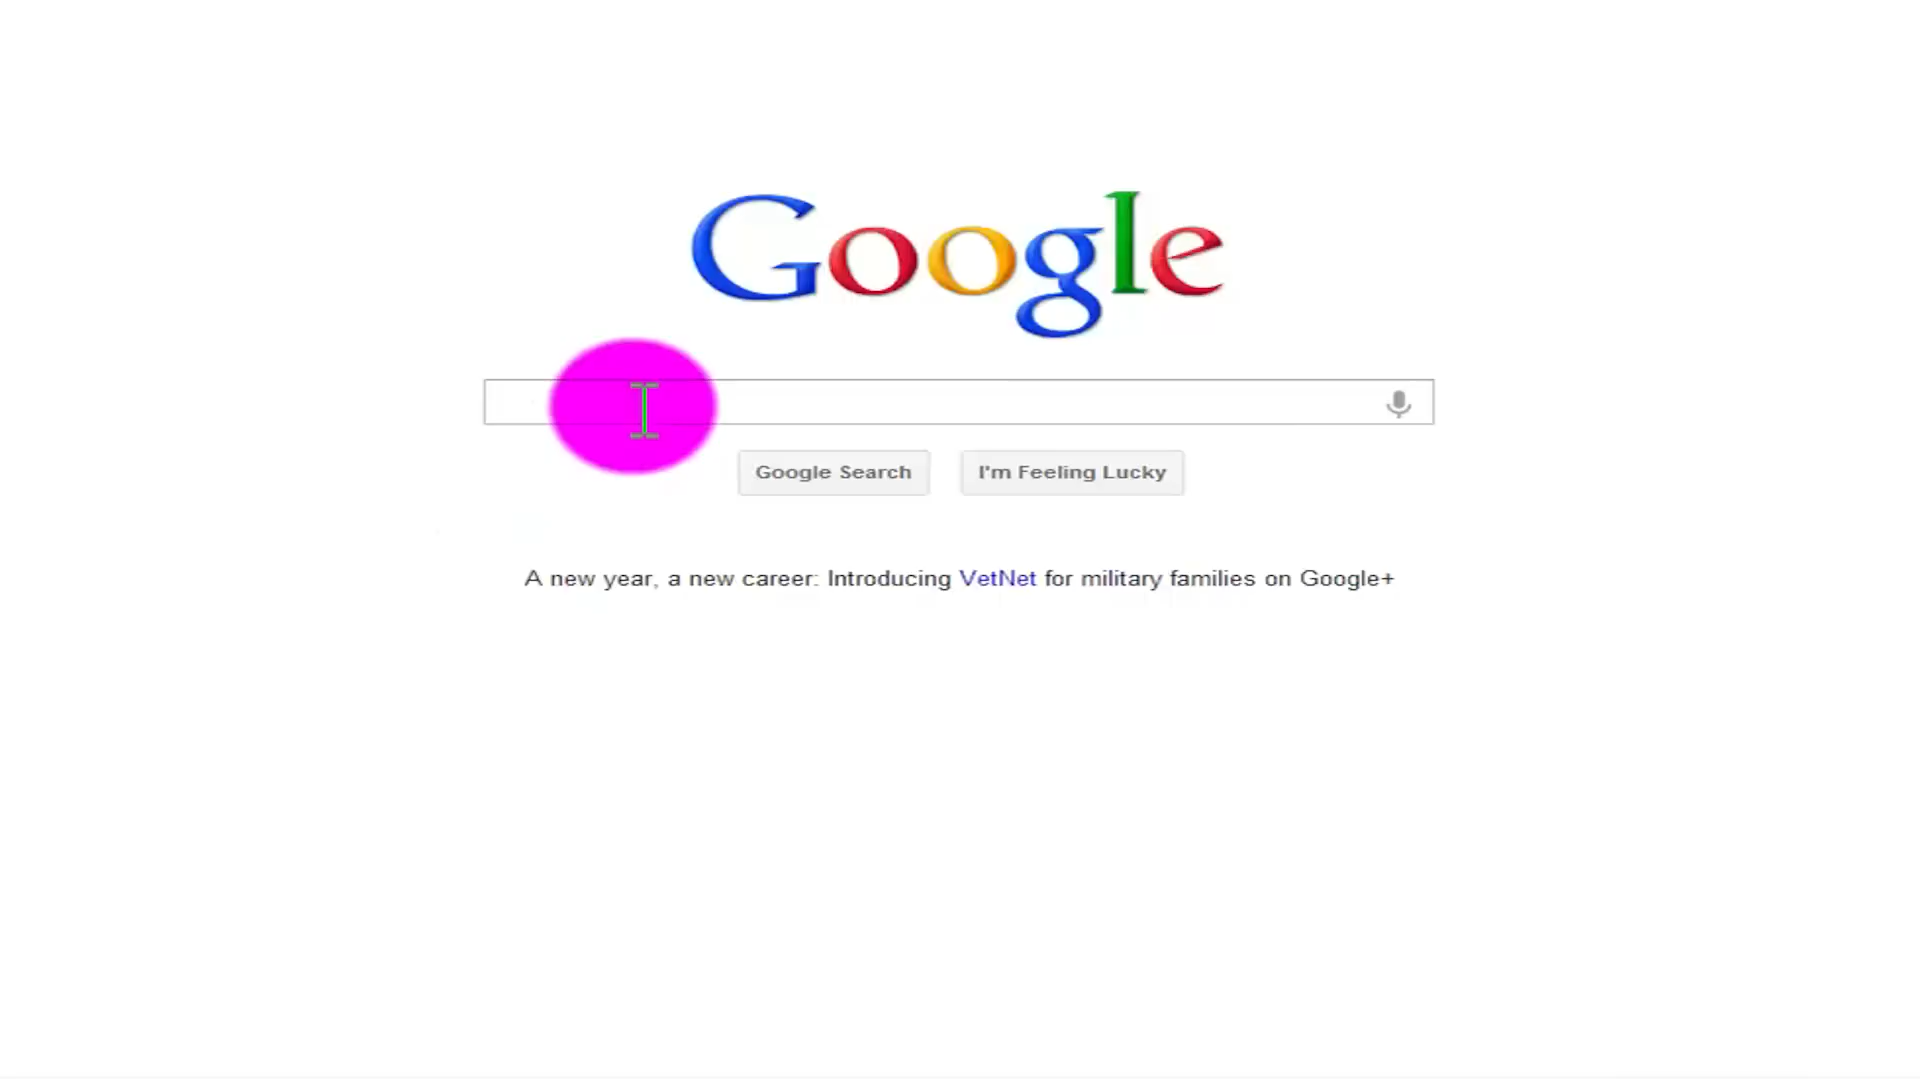 Google
Google Search
I'm Feeling Lucky
A new year, a new career: Introducing VetNet for military families on Google+